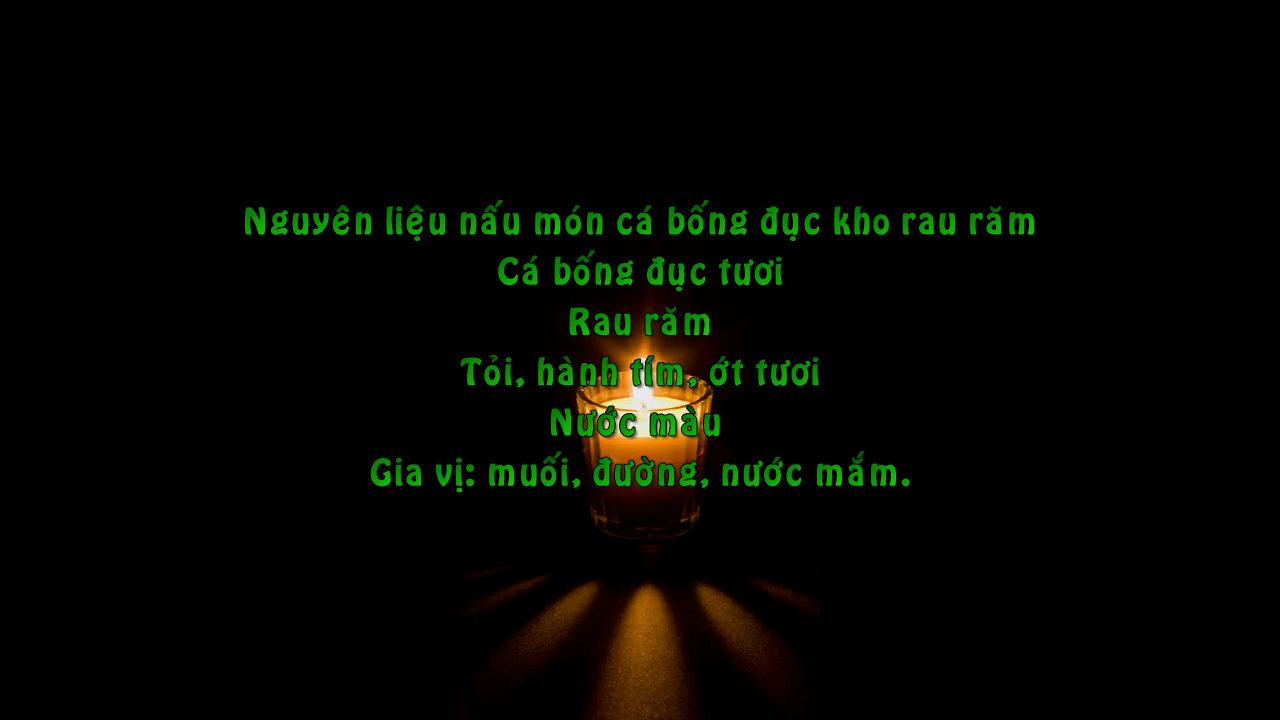 Nguyên liệu nấu món cá bống đục kho rau răm
Cá bống đục tươi
Rau răm
Tỏi, hành tím, ớt tươi
Nước màu
Gia vị: muối, đường, nước mắm.